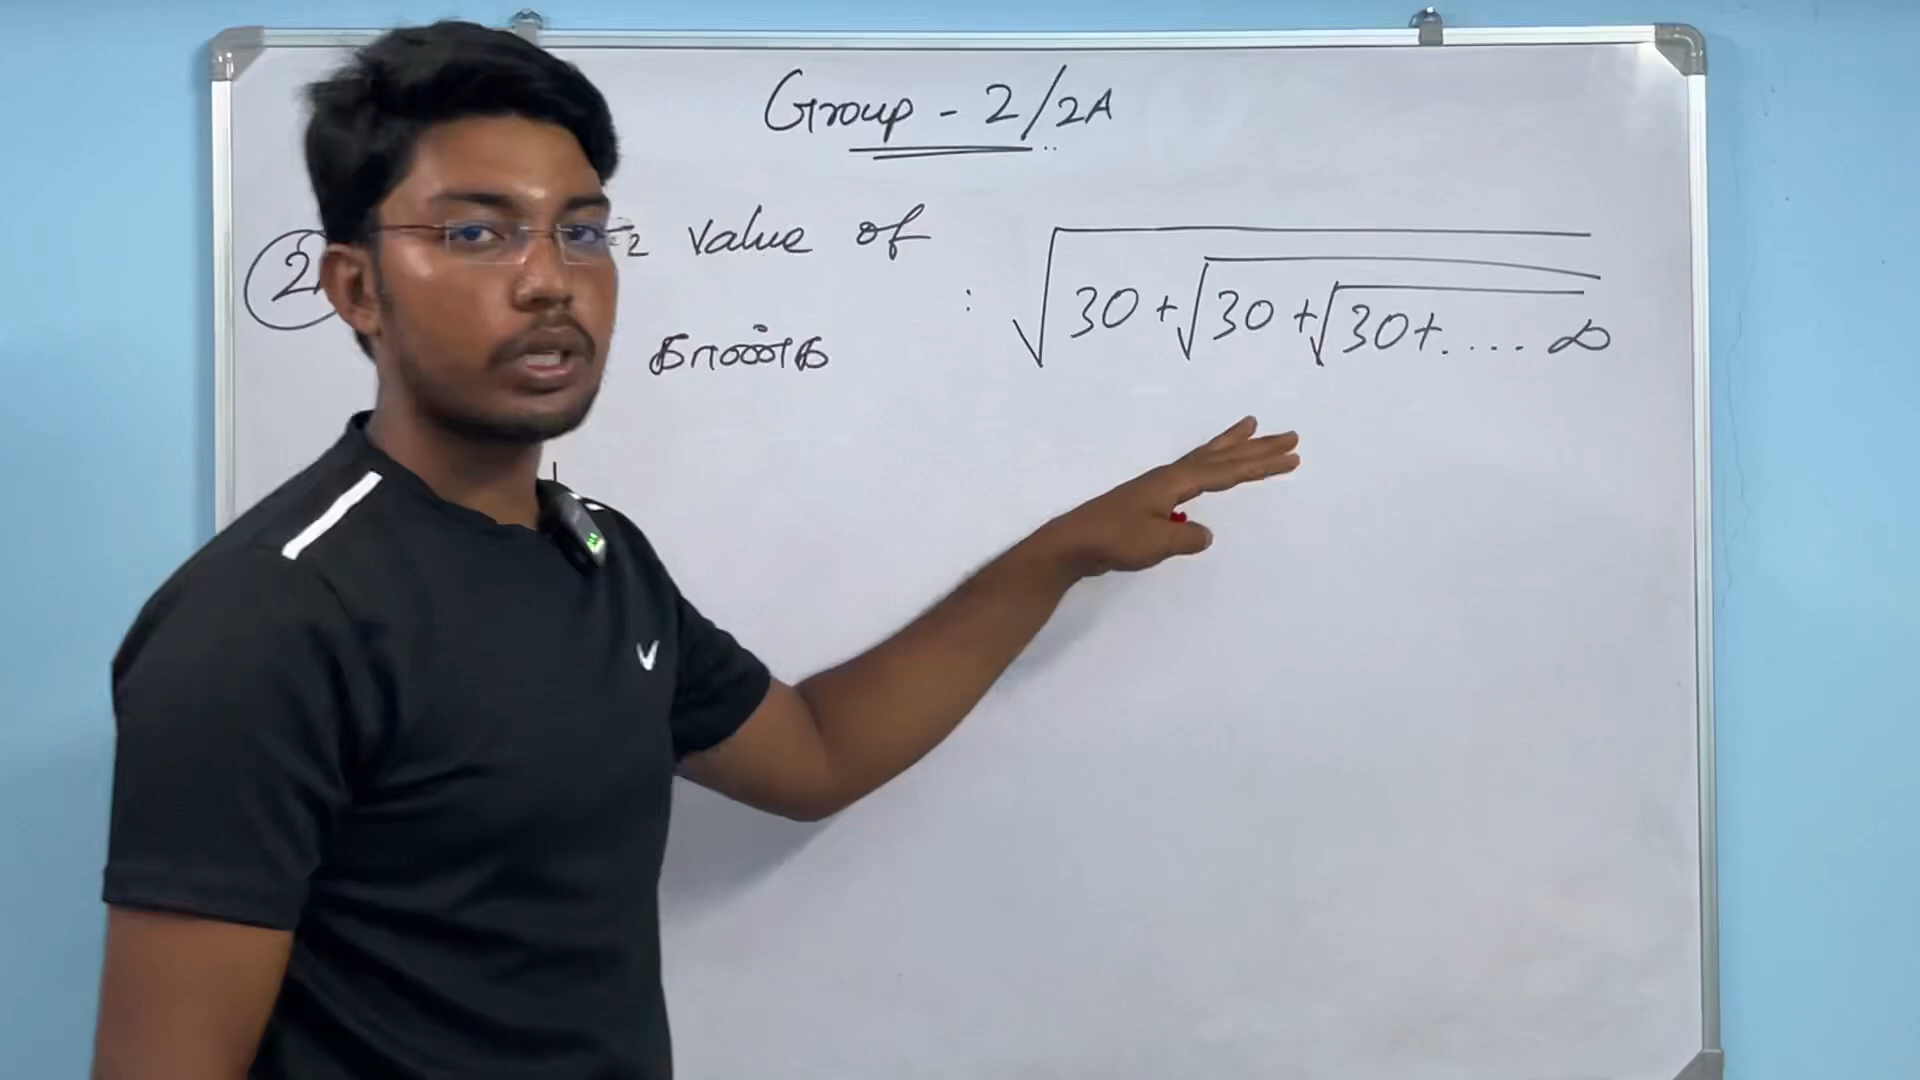 Group - 2/2A
2 value of : √30+√30+√30+.... ∞
காண்க